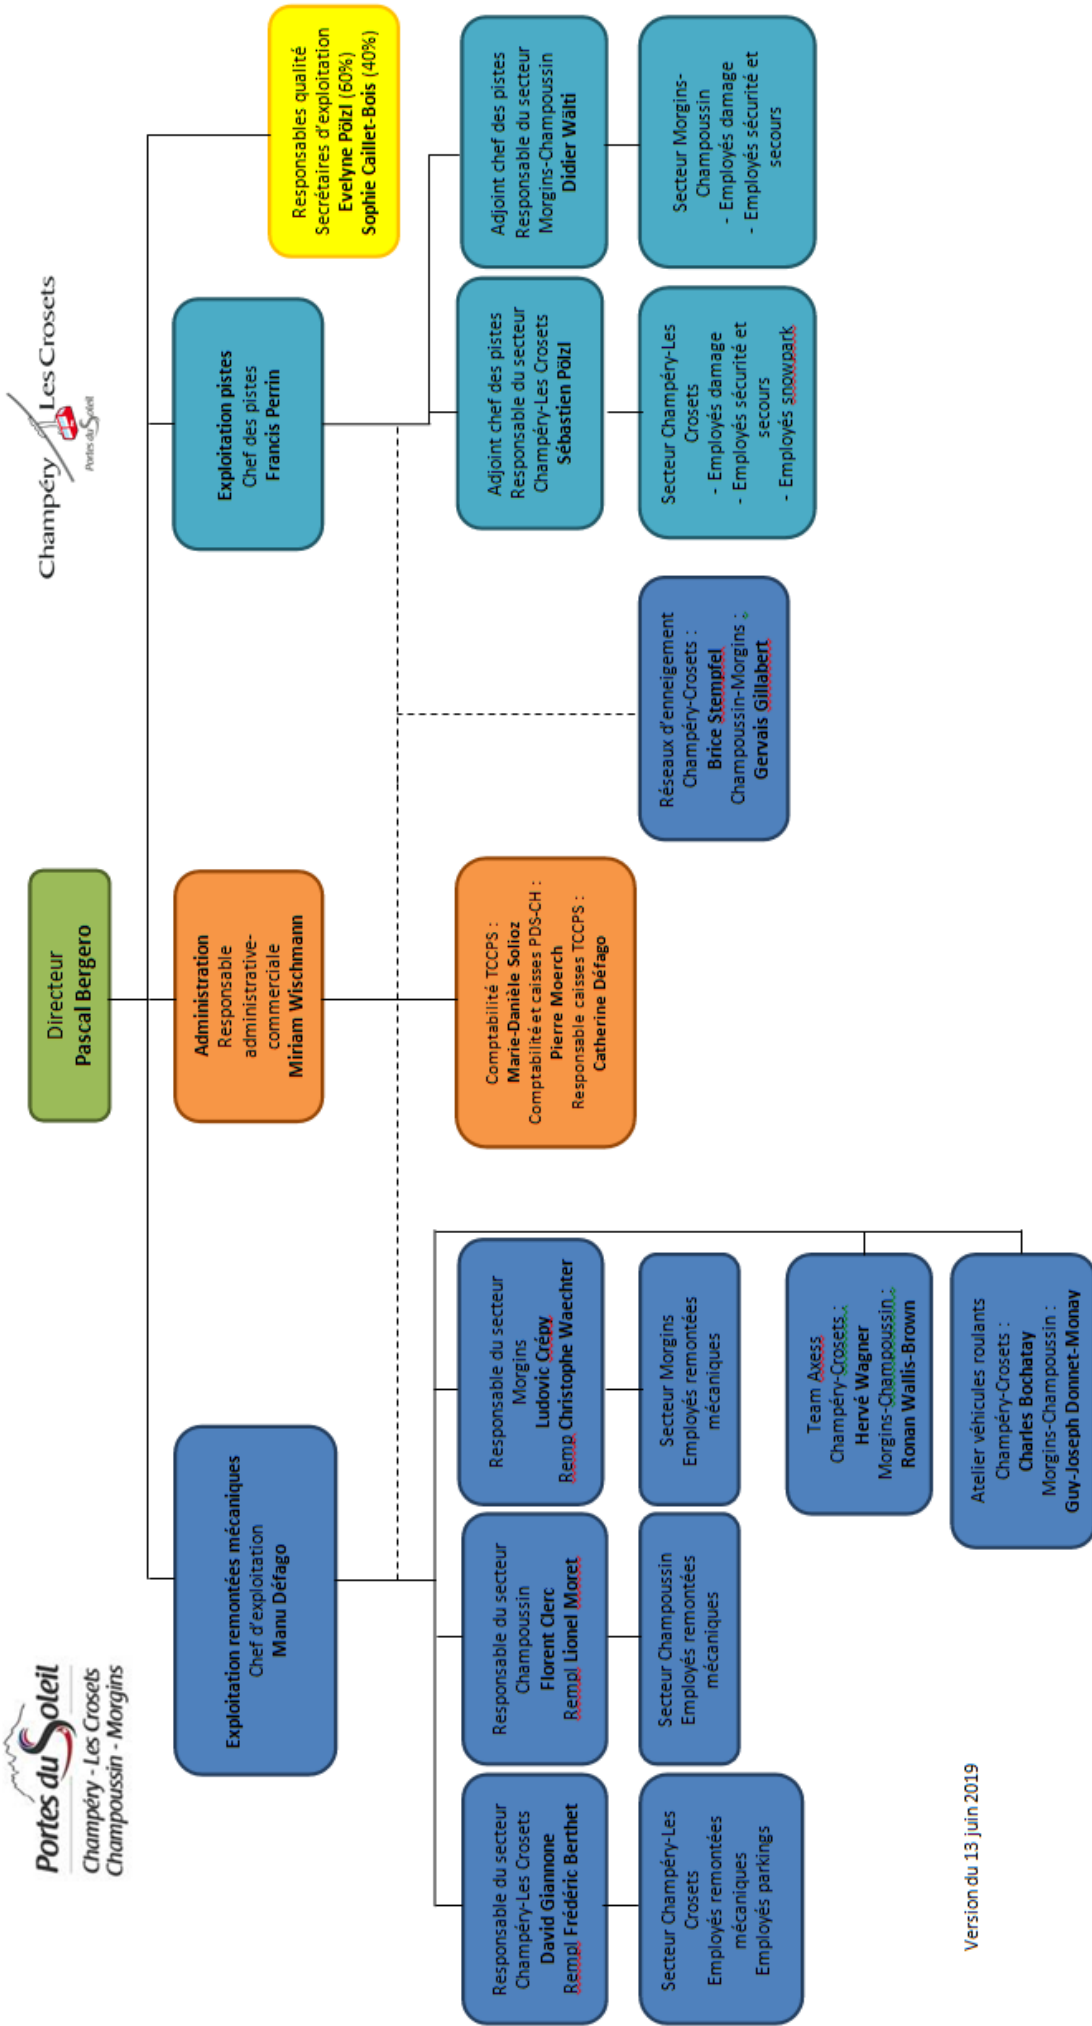 Portes du Soleil
Champéry - Les Crosets
Champoussin - Morgins
Champéry Les Crosets
Portes du Soleil
Directeur
Pascal Bergero
Exploitation remontées mécaniques
Chef d'exploitation
Manu Défago
Administration
Responsable
administrative-
commerciale
Miriam Wischmann
Exploitation pistes
Chef des pistes
Francis Perrin
Responsables qualité
Secrétaires d'exploitation
Evelyne Pölzl (60%)
Sophie Caillet-Bois (40%)
Responsable du secteur
Champéry-Les Crosets
David Giannone
Rempl Frédéric Berthet
Responsable du secteur
Champoussin
Florent Clerc
Rempl Lionel Moret
Responsable du secteur
Morgins
Ludovic Crépy
Remp Christophe Waechter
Comptabilité TCCPS :
Marie-Danièle Solioz
Comptabilité et caisses PDS-CH :
Pierre Moerch
Responsable caisses TCCPS :
Catherine Défago
Adjoint chef des pistes
Responsable du secteur
Champéry-Les Crosets
Sébastien Pölzl
Adjoint chef des pistes
Responsable du secteur
Morgins-Champoussin
Didier Wälti
Secteur Champéry-Les
Crosets
Employés remontées
mécaniques
Employés parkings
Secteur Champoussin
Employés remontées
mécaniques
Secteur Morgins
Employés remontées
mécaniques
Réseaux d'enneigement
Champéry-Crosets :
Brice Stempfel
Champoussin-Morgins :
Gervais Gillabert
Secteur Champéry-Les
Crosets
- Employés damage
- Employés sécurité et
secours
- Employés snowpark
Secteur Morgins-
Champoussin
- Employés damage
- Employés sécurité et
secours
Team Axess
Champéry-Crosets :
Hervé Wagner
Morgins-Champoussin :
Ronan Wallis-Brown
Atelier véhicules roulants
Champéry-Crosets :
Charles Bochatay
Morgins-Champoussin :
Guy-Joseph Donnet-Monay
Version du 13 juin 2019